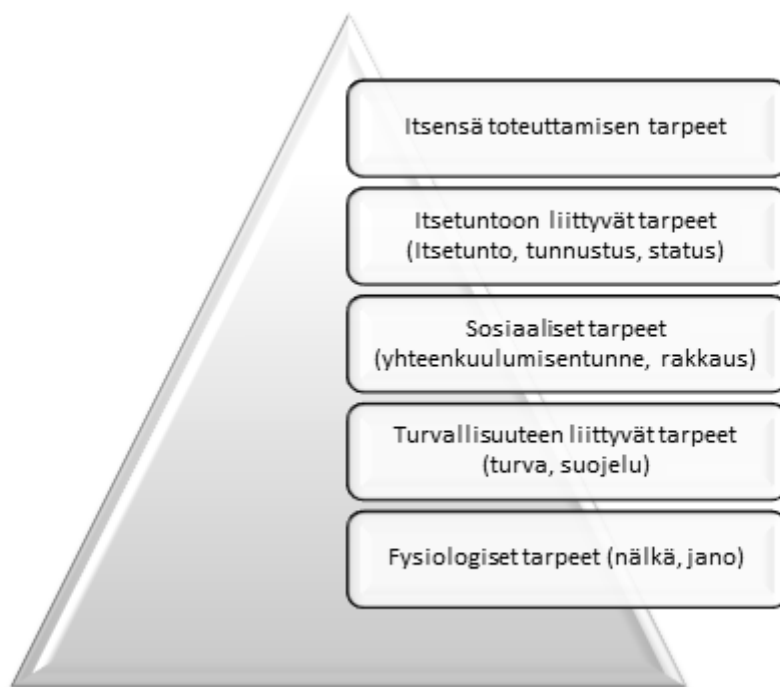 Itsensä toteuttamisen tarpeet
Itsetuntoon liittyvät tarpeet
(Itsetunto, tunnustus, status)
Sosiaaliset tarpeet
(yhteenkuulumisentunne, rakkaus)
Turvallisuuteen liittyvät tarpeet
(turva, suojelu)
Fysiologiset tarpeet (nälkä, jano)